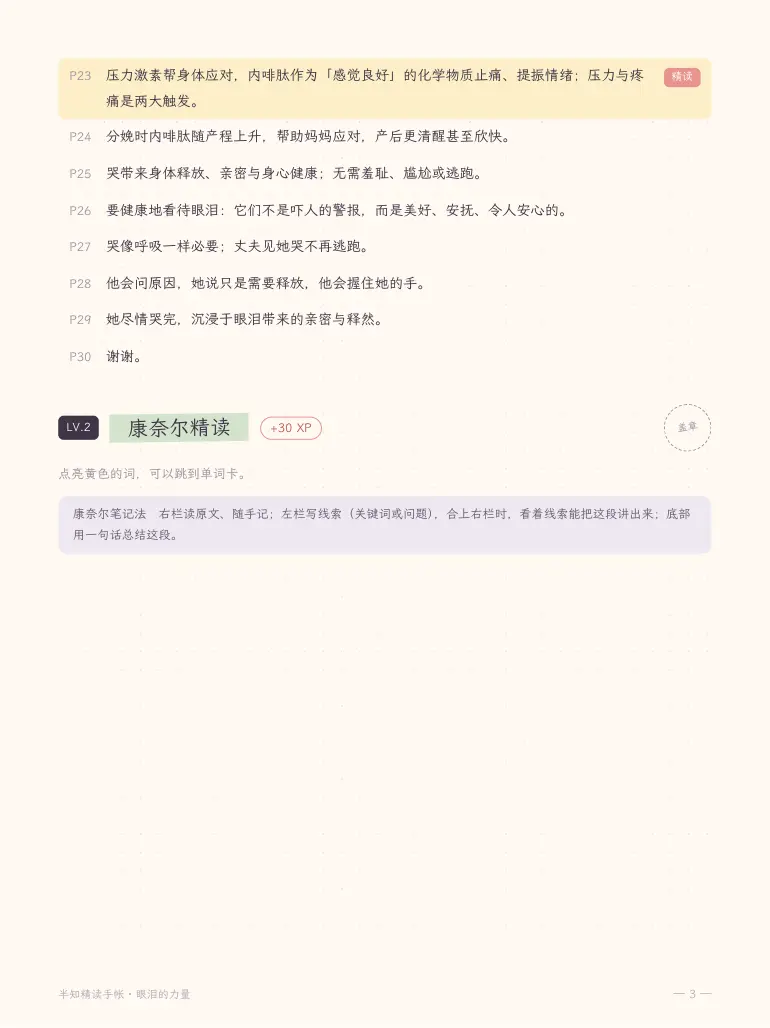 P23 压力激素帮身体应对，内啡肽作为「感觉良好」的化学物质止痛、提振情绪；压力与疼 精读
痛是两大触发。
P24 分娩时内啡肽随产程上升，帮助妈妈应对，产后更清醒甚至欣快。
P25 哭带来身体释放、亲密与身心健康；无需羞耻、尴尬或逃跑。
P26 要健康地看待眼泪：它们不是吓人的警报，而是美好、安抚、令人安心的。
P27 哭像呼吸一样必要；丈夫见她哭不再逃跑。
P28 他会问原因，她说只是需要释放，他会握住她的手。
P29 她尽情哭完，沉浸于眼泪带来的亲密与释然。
P30 谢谢。
LV.2 康奈尔精读 +30 XP 盖章
点亮黄色的词，可以跳到单词卡。
康奈尔笔记法 右栏读原文、随手记；左栏写线索（关键词或问题），合上右栏时，看着线索能把这段讲出来；底部
用一句话总结这段。
半知精读手帐·眼泪的力量 — 3 —